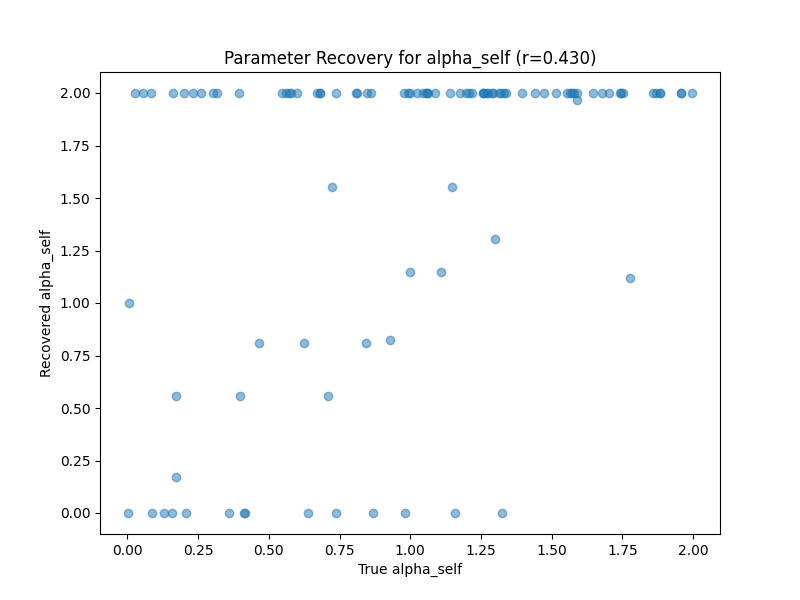 Parameter Recovery for alpha_self (r=0.430)
Recovered alpha_self
2.00
1.75
1.50
1.25
1.00
0.75
0.50
0.25
0.00
0.00 0.25 0.50 0.75 1.00 1.25 1.50 1.75 2.00
True alpha_self